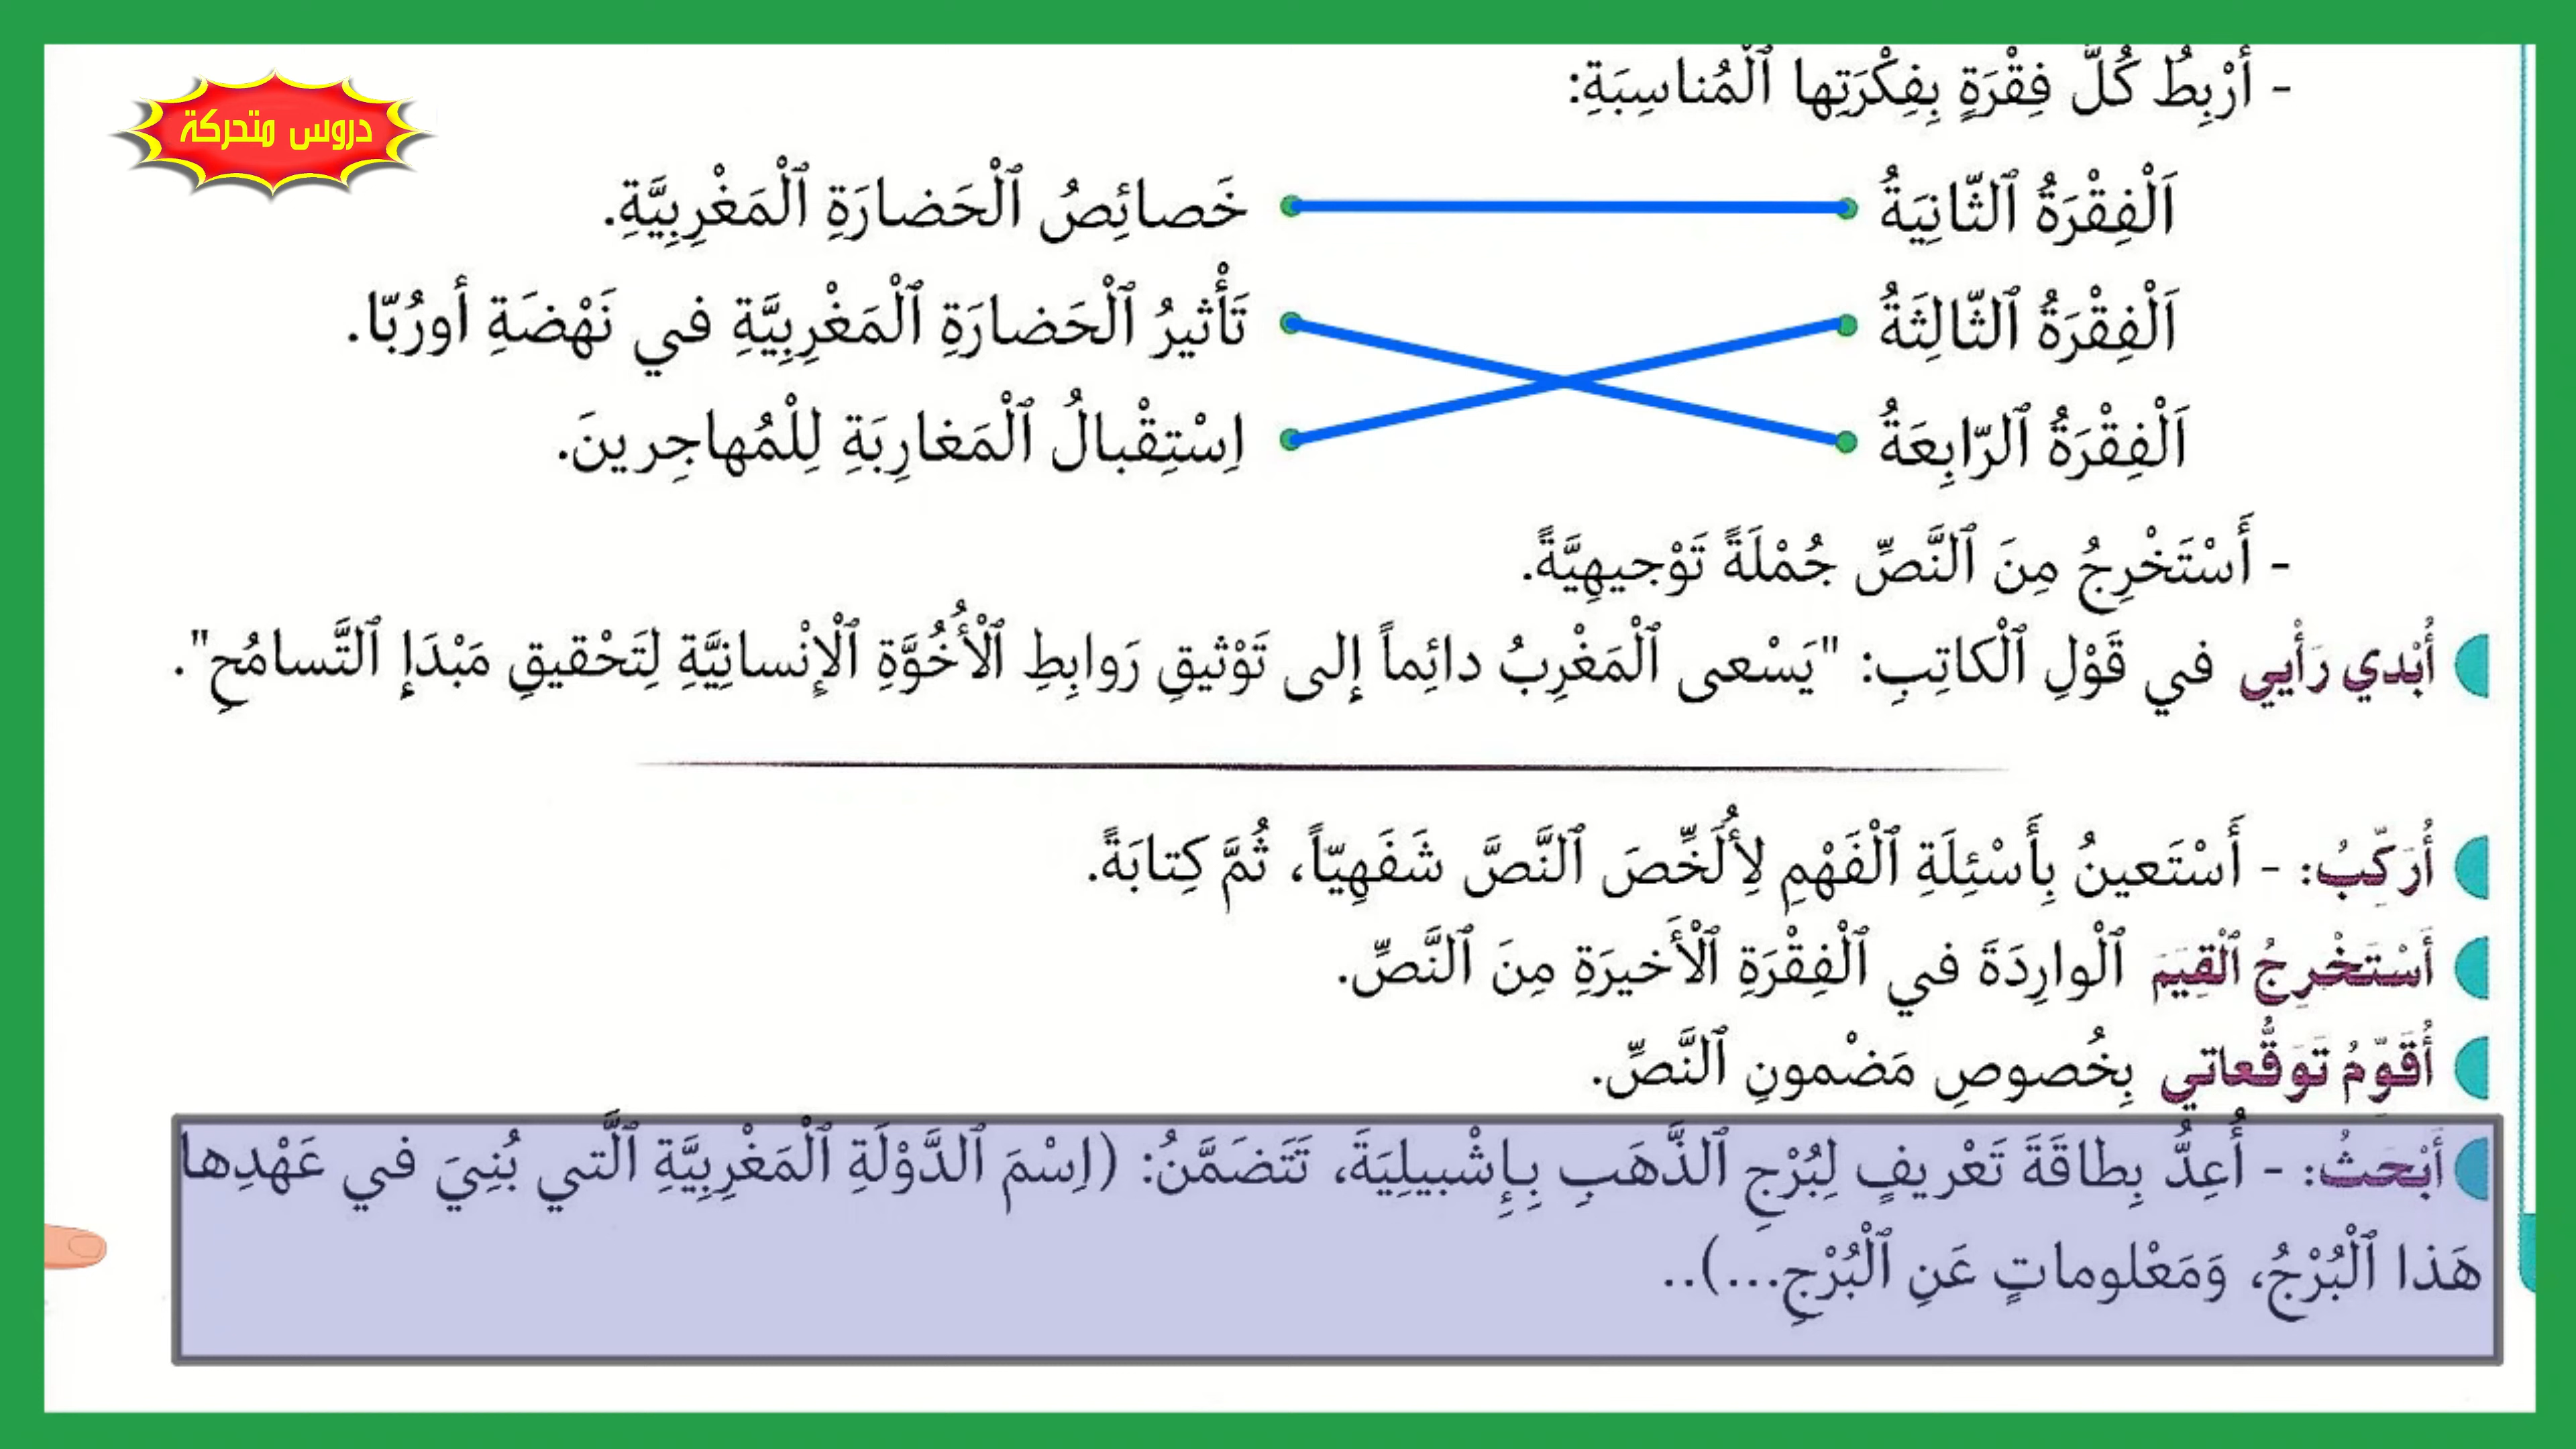 دروس متحركة
- أَرْبِطُ كُلَّ فِقْرَةٍ بِفِكْرَتِها ٱلْمُناسِبَةِ:
اَلْفِقْرَةُ ٱلثّانِيَةُ خَصائِصُ ٱلْحَضارَةِ ٱلْمَغْرِبِيَّةِ.
اَلْفِقْرَةُ ٱلثّالِثَةُ تَأْثيرُ ٱلْحَضارَةِ ٱلْمَغْرِبِيَّةِ في نَهْضَةِ أورُبّا.
اَلْفِقْرَةُ ٱلرّابِعَةُ اِسْتِقْبالُ ٱلْمَغارِبَةِ لِلْمُهاجِرينَ.
- أَسْتَخْرِجُ مِنَ ٱلنَّصِّ جُمْلَةً تَوْجيهِيَّةً.
أُبْدي رَأْيي في قَوْلِ ٱلْكاتِبِ: "يَسْعى ٱلْمَغْرِبُ دائِماً إلى تَوْثيقِ رَوابِطِ ٱلْأُخُوَّةِ ٱلْإِنْسانِيَّةِ لِتَحْقيقِ مَبْدَإِ ٱلتَّسامُحِ".
أُرَكِّبُ: - أَسْتَعينُ بِأَسْئِلَةِ ٱلْفَهْمِ لِأُلَخِّصَ ٱلنَّصَّ شَفَهِيّاً، ثُمَّ كِتابَةً.
أَسْتَخْرِجُ ٱلْقِيَمَ ٱلْوارِدَةَ في ٱلْفِقْرَةِ ٱلْأَخيرَةِ مِنَ ٱلنَّصِّ.
أُقَوِّمُ تَوَقُّعاتي بِخُصوصِ مَضْمونِ ٱلنَّصِّ.
أَبْحَثُ: - أُعِدُّ بِطاقَةَ تَعْريفٍ لِبُرْجِ ٱلذَّهَبِ بِإِشْبيلِيَةَ، تَتَضَمَّنُ: (اِسْمَ ٱلدَّوْلَةِ ٱلْمَغْرِبِيَّةِ ٱلَّتي بُنِيَ في عَهْدِها
هَذا ٱلْبُرْجُ، وَمَعْلوماتٍ عَنِ ٱلْبُرْجِ...)..